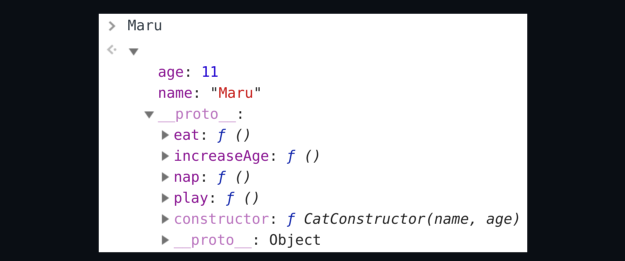 Maru
age: 11
name: "Maru"
__proto__:
eat: ƒ ()
increaseAge: ƒ ()
nap: ƒ ()
play: ƒ ()
constructor: ƒ CatConstructor(name, age)
__proto__: Object